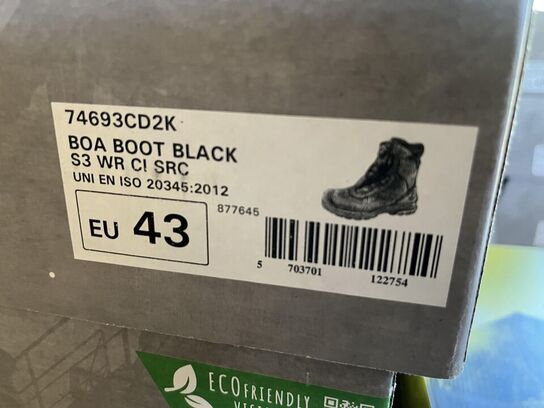 74693CD2K
BOA BOOT BLACK
S3 WR CI SRC
UNI EN ISO 20345:2012
877645
EU 43
5 703701 122754
ECOFRIENDLY